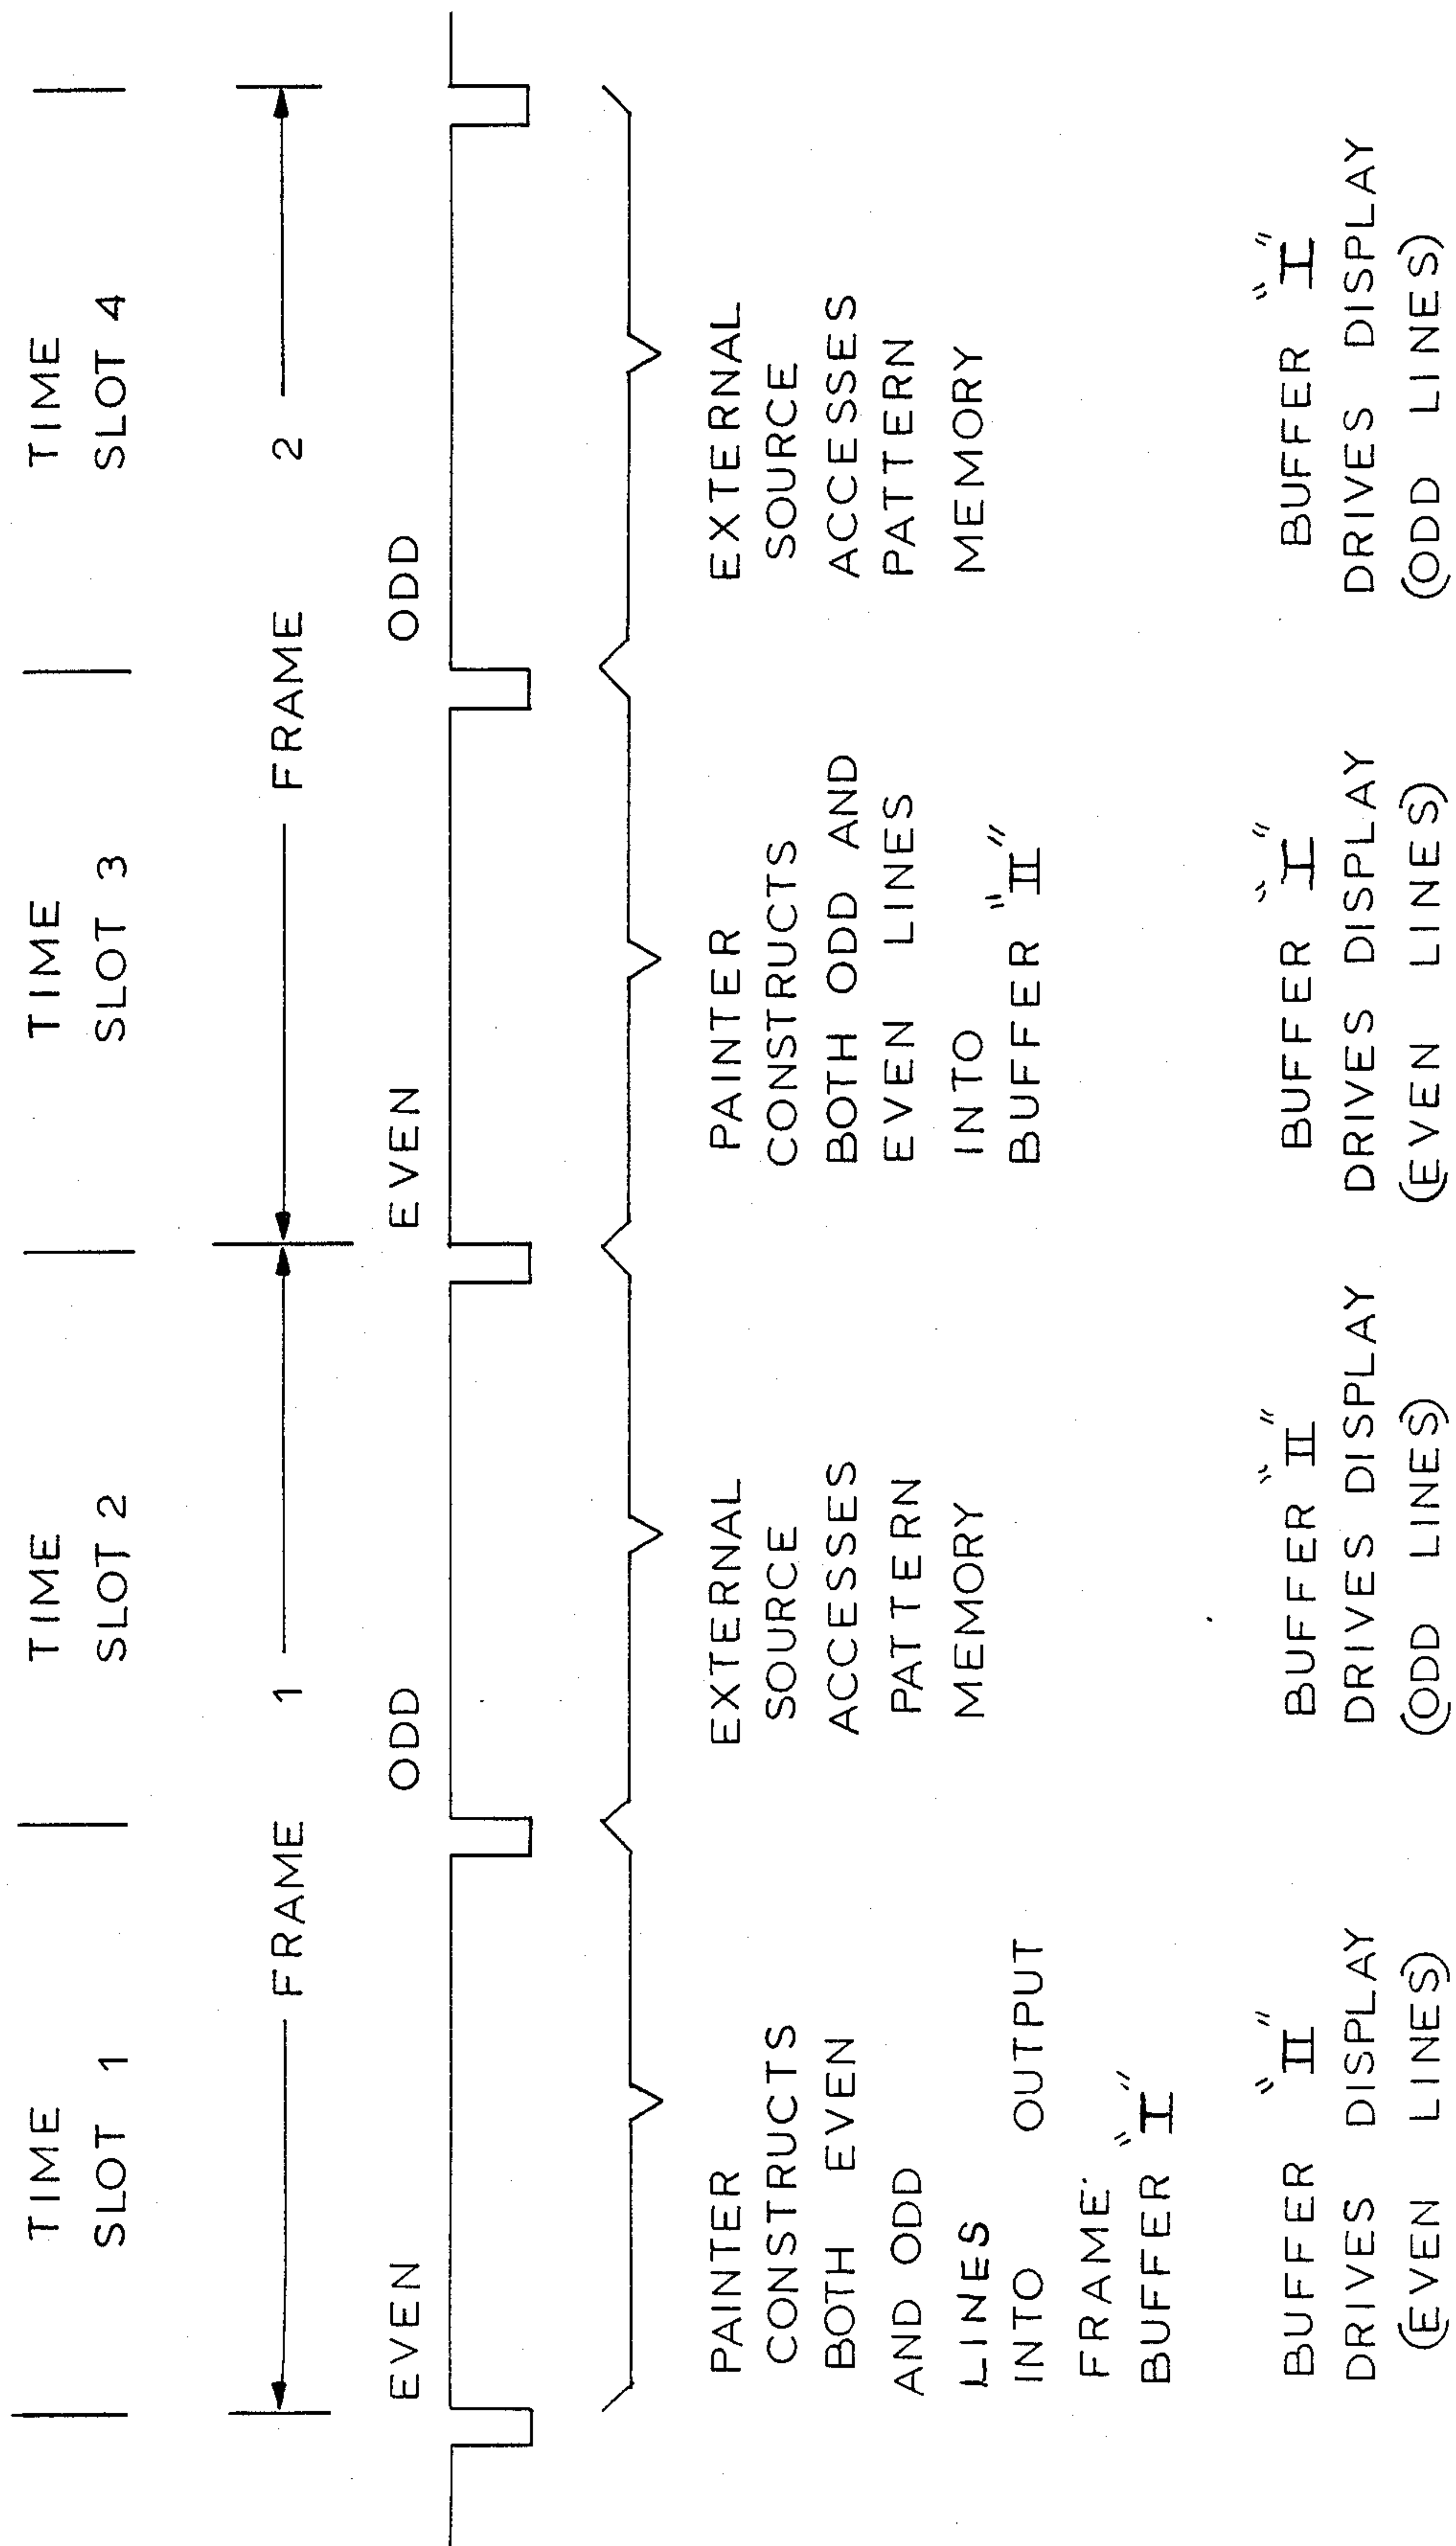 TIME
SLOT 1
TIME
SLOT 2
TIME
SLOT 3
TIME
SLOT 4
FRAME 1
FRAME 2
EVEN
ODD
EVEN
ODD
PAINTER
CONSTRUCTS
BOTH EVEN
AND ODD
LINES
INTO OUTPUT
FRAME
BUFFER "I"
EXTERNAL
SOURCE
ACCESSES
PATTERN
MEMORY
PAINTER
CONSTRUCTS
BOTH ODD AND
EVEN LINES
INTO
BUFFER "II"
EXTERNAL
SOURCE
ACCESSES
PATTERN
MEMORY
BUFFER "II"
DRIVES DISPLAY
(EVEN LINES)
BUFFER "II"
DRIVES DISPLAY
(ODD LINES)
BUFFER "I"
DRIVES DISPLAY
(EVEN LINES)
BUFFER "I"
DRIVES DISPLAY
(ODD LINES)